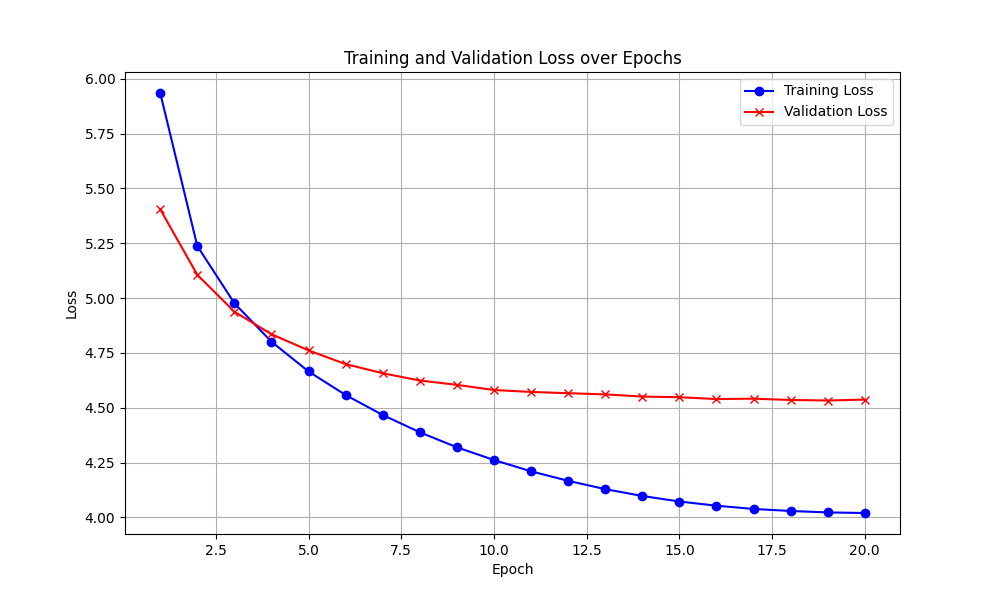 Training and Validation Loss over Epochs
Training Loss
Validation Loss
Loss
6.00
5.75
5.50
5.25
5.00
4.75
4.50
4.25
4.00
2.5 5.0 7.5 10.0 12.5 15.0 17.5 20.0
Epoch